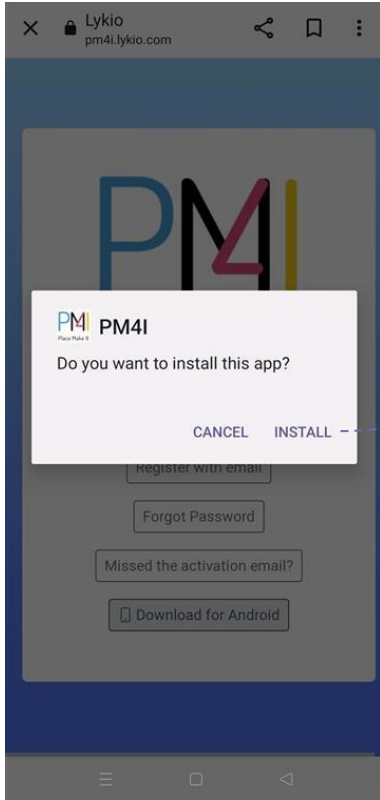 Lykio
pm4i.lykio.com
PM4I
PM4I
Place Make It
PM4I
Do you want to install this app?
CANCEL INSTALL
Register with email
Forgot Password
Missed the activation email?
Download for Android